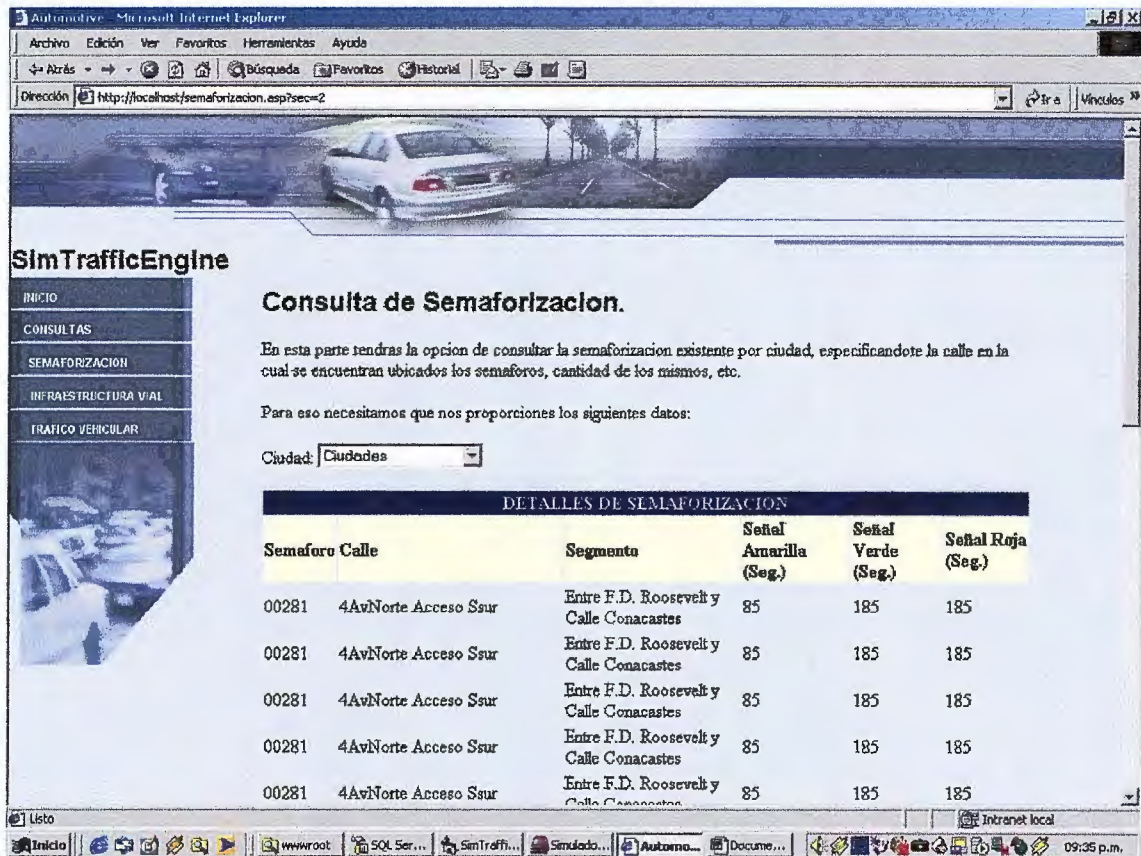 Automotive - Microsoft Internet Explorer
Archivo Edición Ver Favoritos Herramientas Ayuda
Atrás Búsqueda Favoritos Historial
Dirección http://localhost/semaforizacion.asp?sec=2 Ir a Vínculos »
SimTrafficEngine
INICIO
CONSULTAS
SEMAFORIZACION
INFRAESTRUCTURA VIAL
TRAFICO VEHICULAR
Consulta de Semaforizacion.
En esta parte tendras la opcion de consultar la semaforizacion existente por ciudad, especificandote la calle en la
cual se encuentran ubicados los semaforos, cantidad de los mismos, etc.
Para eso necesitamos que nos proporciones los siguientes datos:
Ciudad: Ciudades
DETALLES DE SEMAFORIZACION
Semaforo Calle Segmento Señal Amarilla (Seg.) Señal Verde (Seg.) Señal Roja (Seg.)
00281 4AvNorte Acceso Ssur Entre F.D. Roosevelt y Calle Conacastes 85 185 185
00281 4AvNorte Acceso Ssur Entre F.D. Roosevelt y Calle Conacastes 85 185 185
00281 4AvNorte Acceso Ssur Entre F.D. Roosevelt y Calle Conacastes 85 185 185
00281 4AvNorte Acceso Ssur Entre F.D. Roosevelt y Calle Conacastes 85 185 185
00281 4AvNorte Acceso Ssur Entre F.D. Roosevelt y Calle Conacastes 85 185 185
Listo Intranet local
Inicio wwwroot SQL Ser... SimTraffi... Simulado... Automo... Docume... 09:35 p.m.